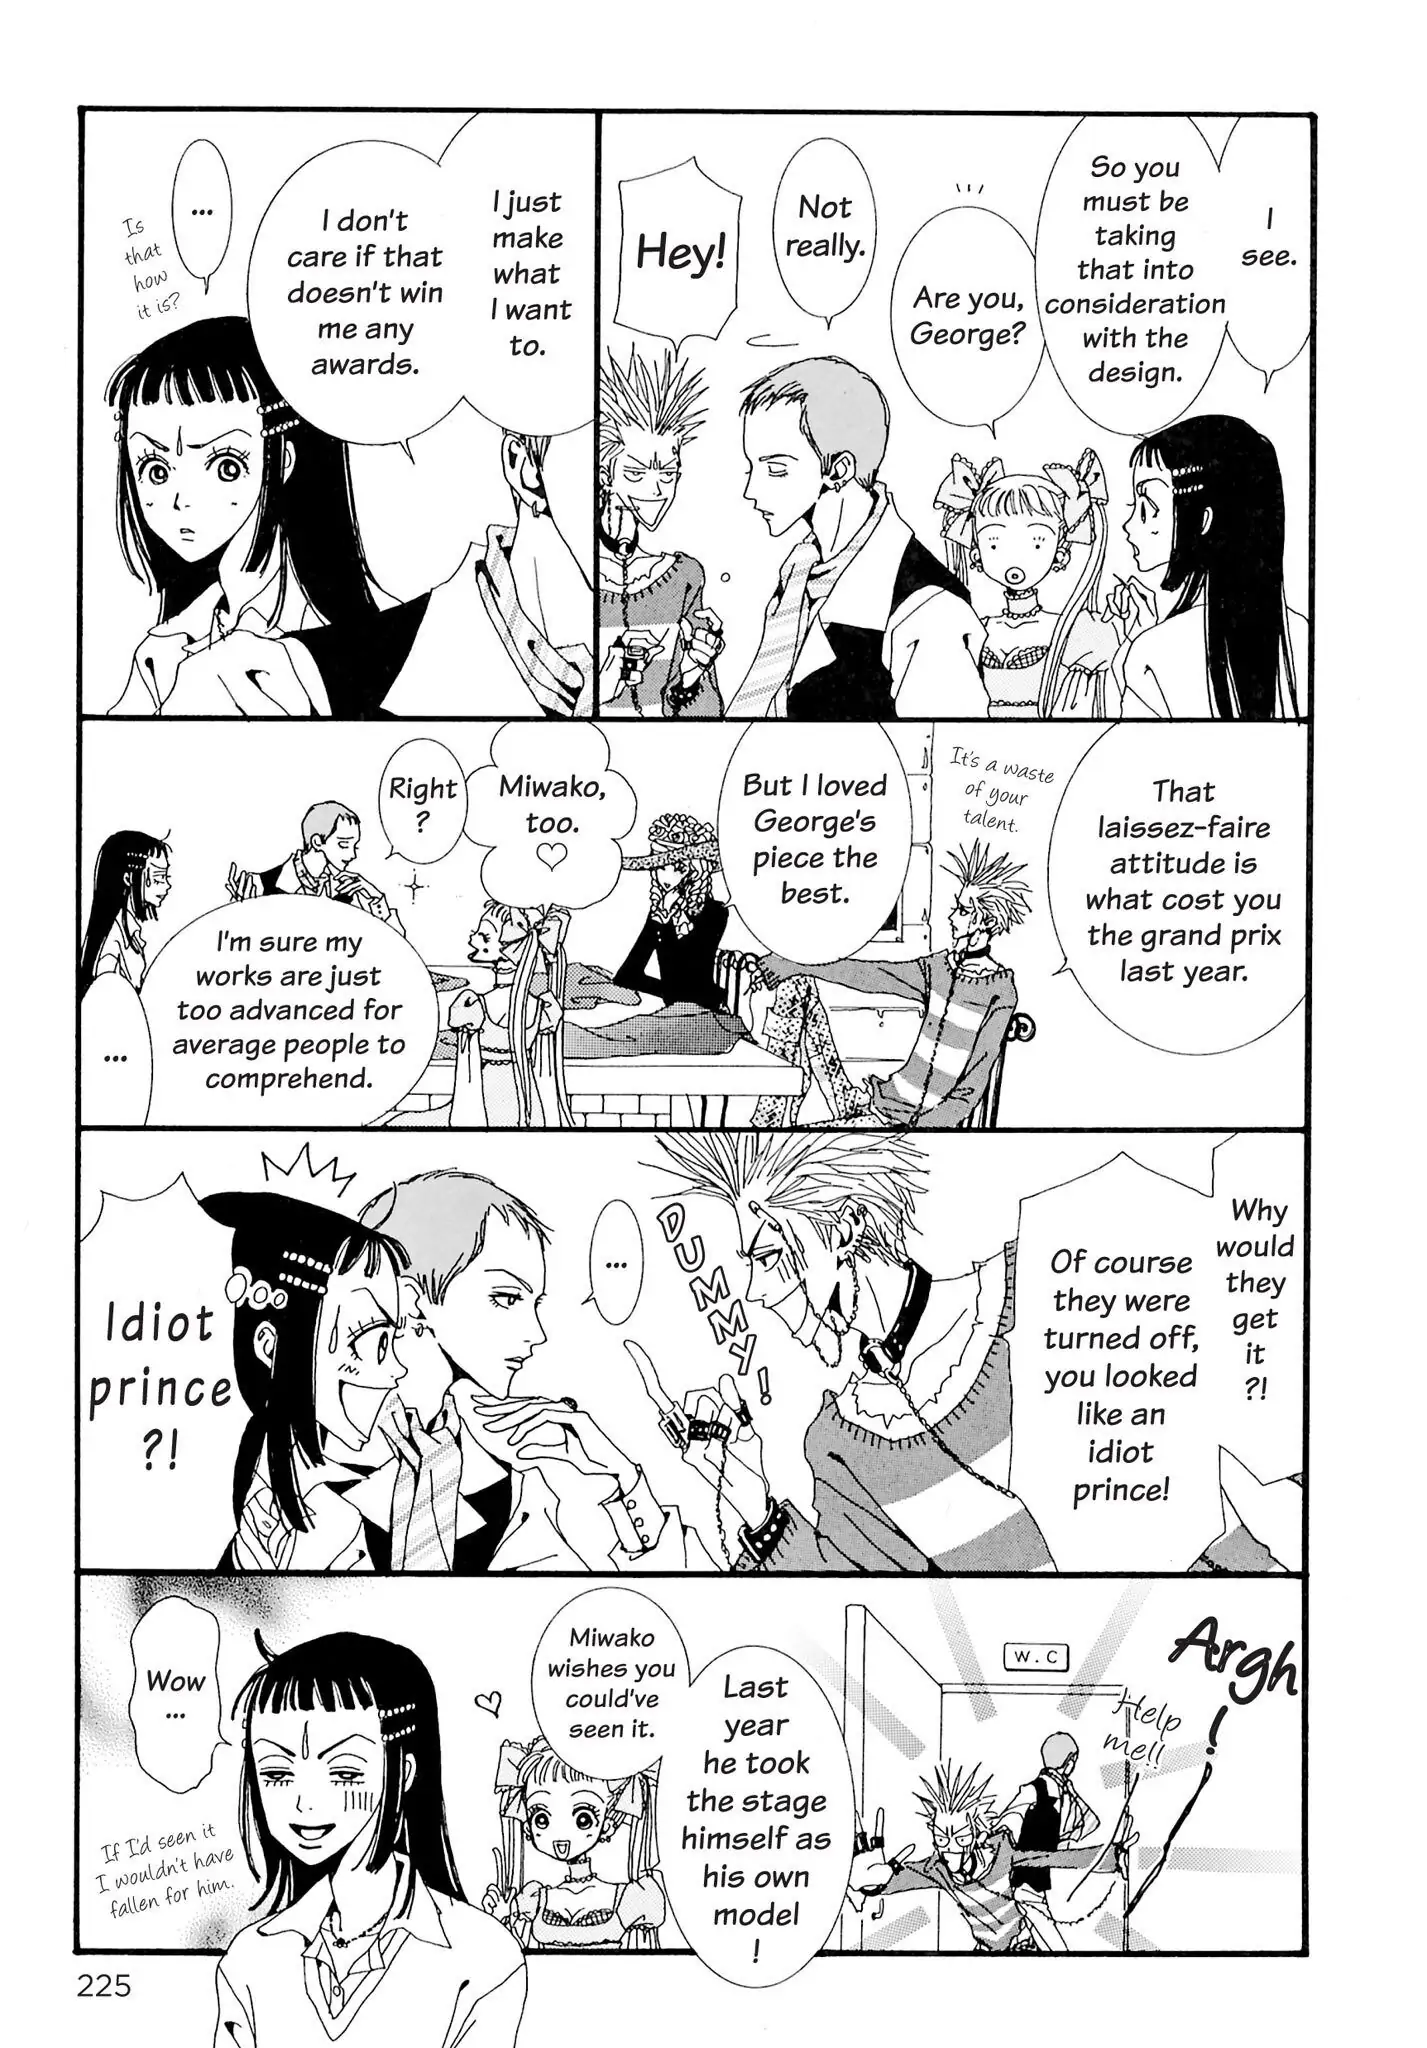 I
see.
So you
must be
taking
that into
consideration
with the
design.
Are you,
George?
Not
really.
Hey!
I just
make
what
I want
to.
I don't
care if that
doesn't win
me any
awards.
...
Is
that
how
it is?
That
laissez-faire
attitude is
what cost you
the grand prix
last year.
It's a waste
of your
talent.
But I loved
George's
piece the
best.
Miwako,
too.
♡
Right
?
I'm sure my
works are just
too advanced for
average people to
comprehend.
...
Why
would
they
get
it
?!
Of course
they were
turned off,
you looked
like an
idiot
prince!
DUMMY!
...
Idiot
prince
?!
Argh
!
Help
me!!
W.C
Last
year
he took
the stage
himself as
his own
model
!
Miwako
wishes you
could've
seen it.
Wow
...
If I'd seen it
I wouldn't have
fallen for him.
225